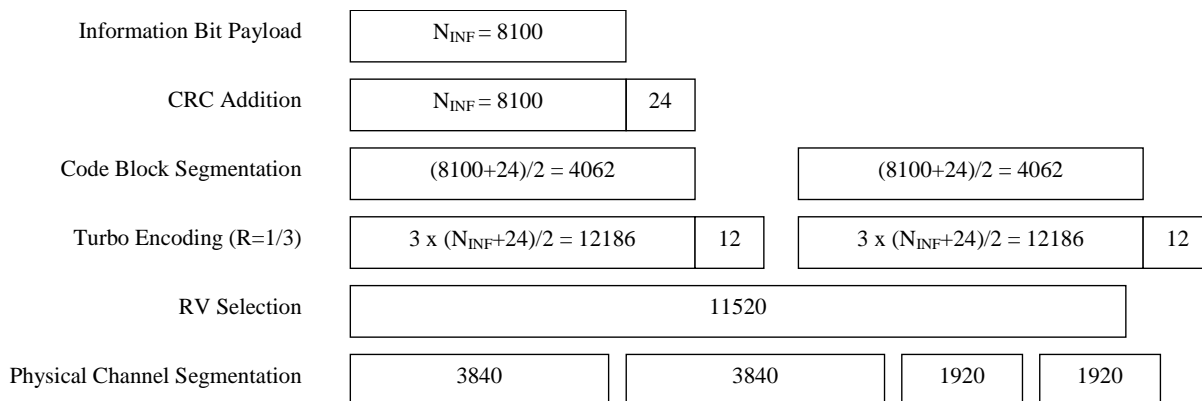 Information Bit Payload N_INF = 8100
CRC Addition N_INF = 8100 24
Code Block Segmentation (8100+24)/2 = 4062 (8100+24)/2 = 4062
Turbo Encoding (R=1/3) 3 x (N_INF+24)/2 = 12186 12 3 x (N_INF+24)/2 = 12186 12
RV Selection 11520
Physical Channel Segmentation 3840 3840 1920 1920